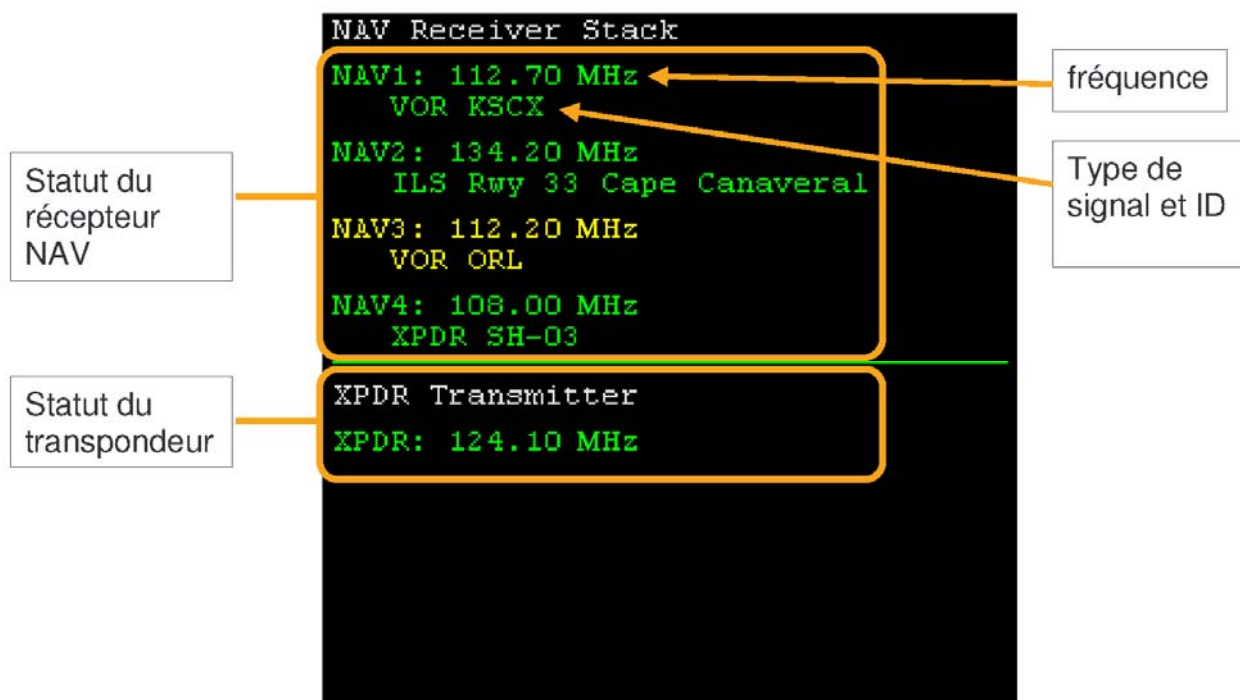 NAV Receiver Stack
NAV1: 112.70 MHz
VOR KSCX
NAV2: 134.20 MHz
ILS Rwy 33 Cape Canaveral
NAV3: 112.20 MHz
VOR ORL
NAV4: 108.00 MHz
XPDR SH-03
XPDR Transmitter
XPDR: 124.10 MHz
Statut du
récepteur
NAV
Statut du
transpondeur
fréquence
Type de
signal et ID